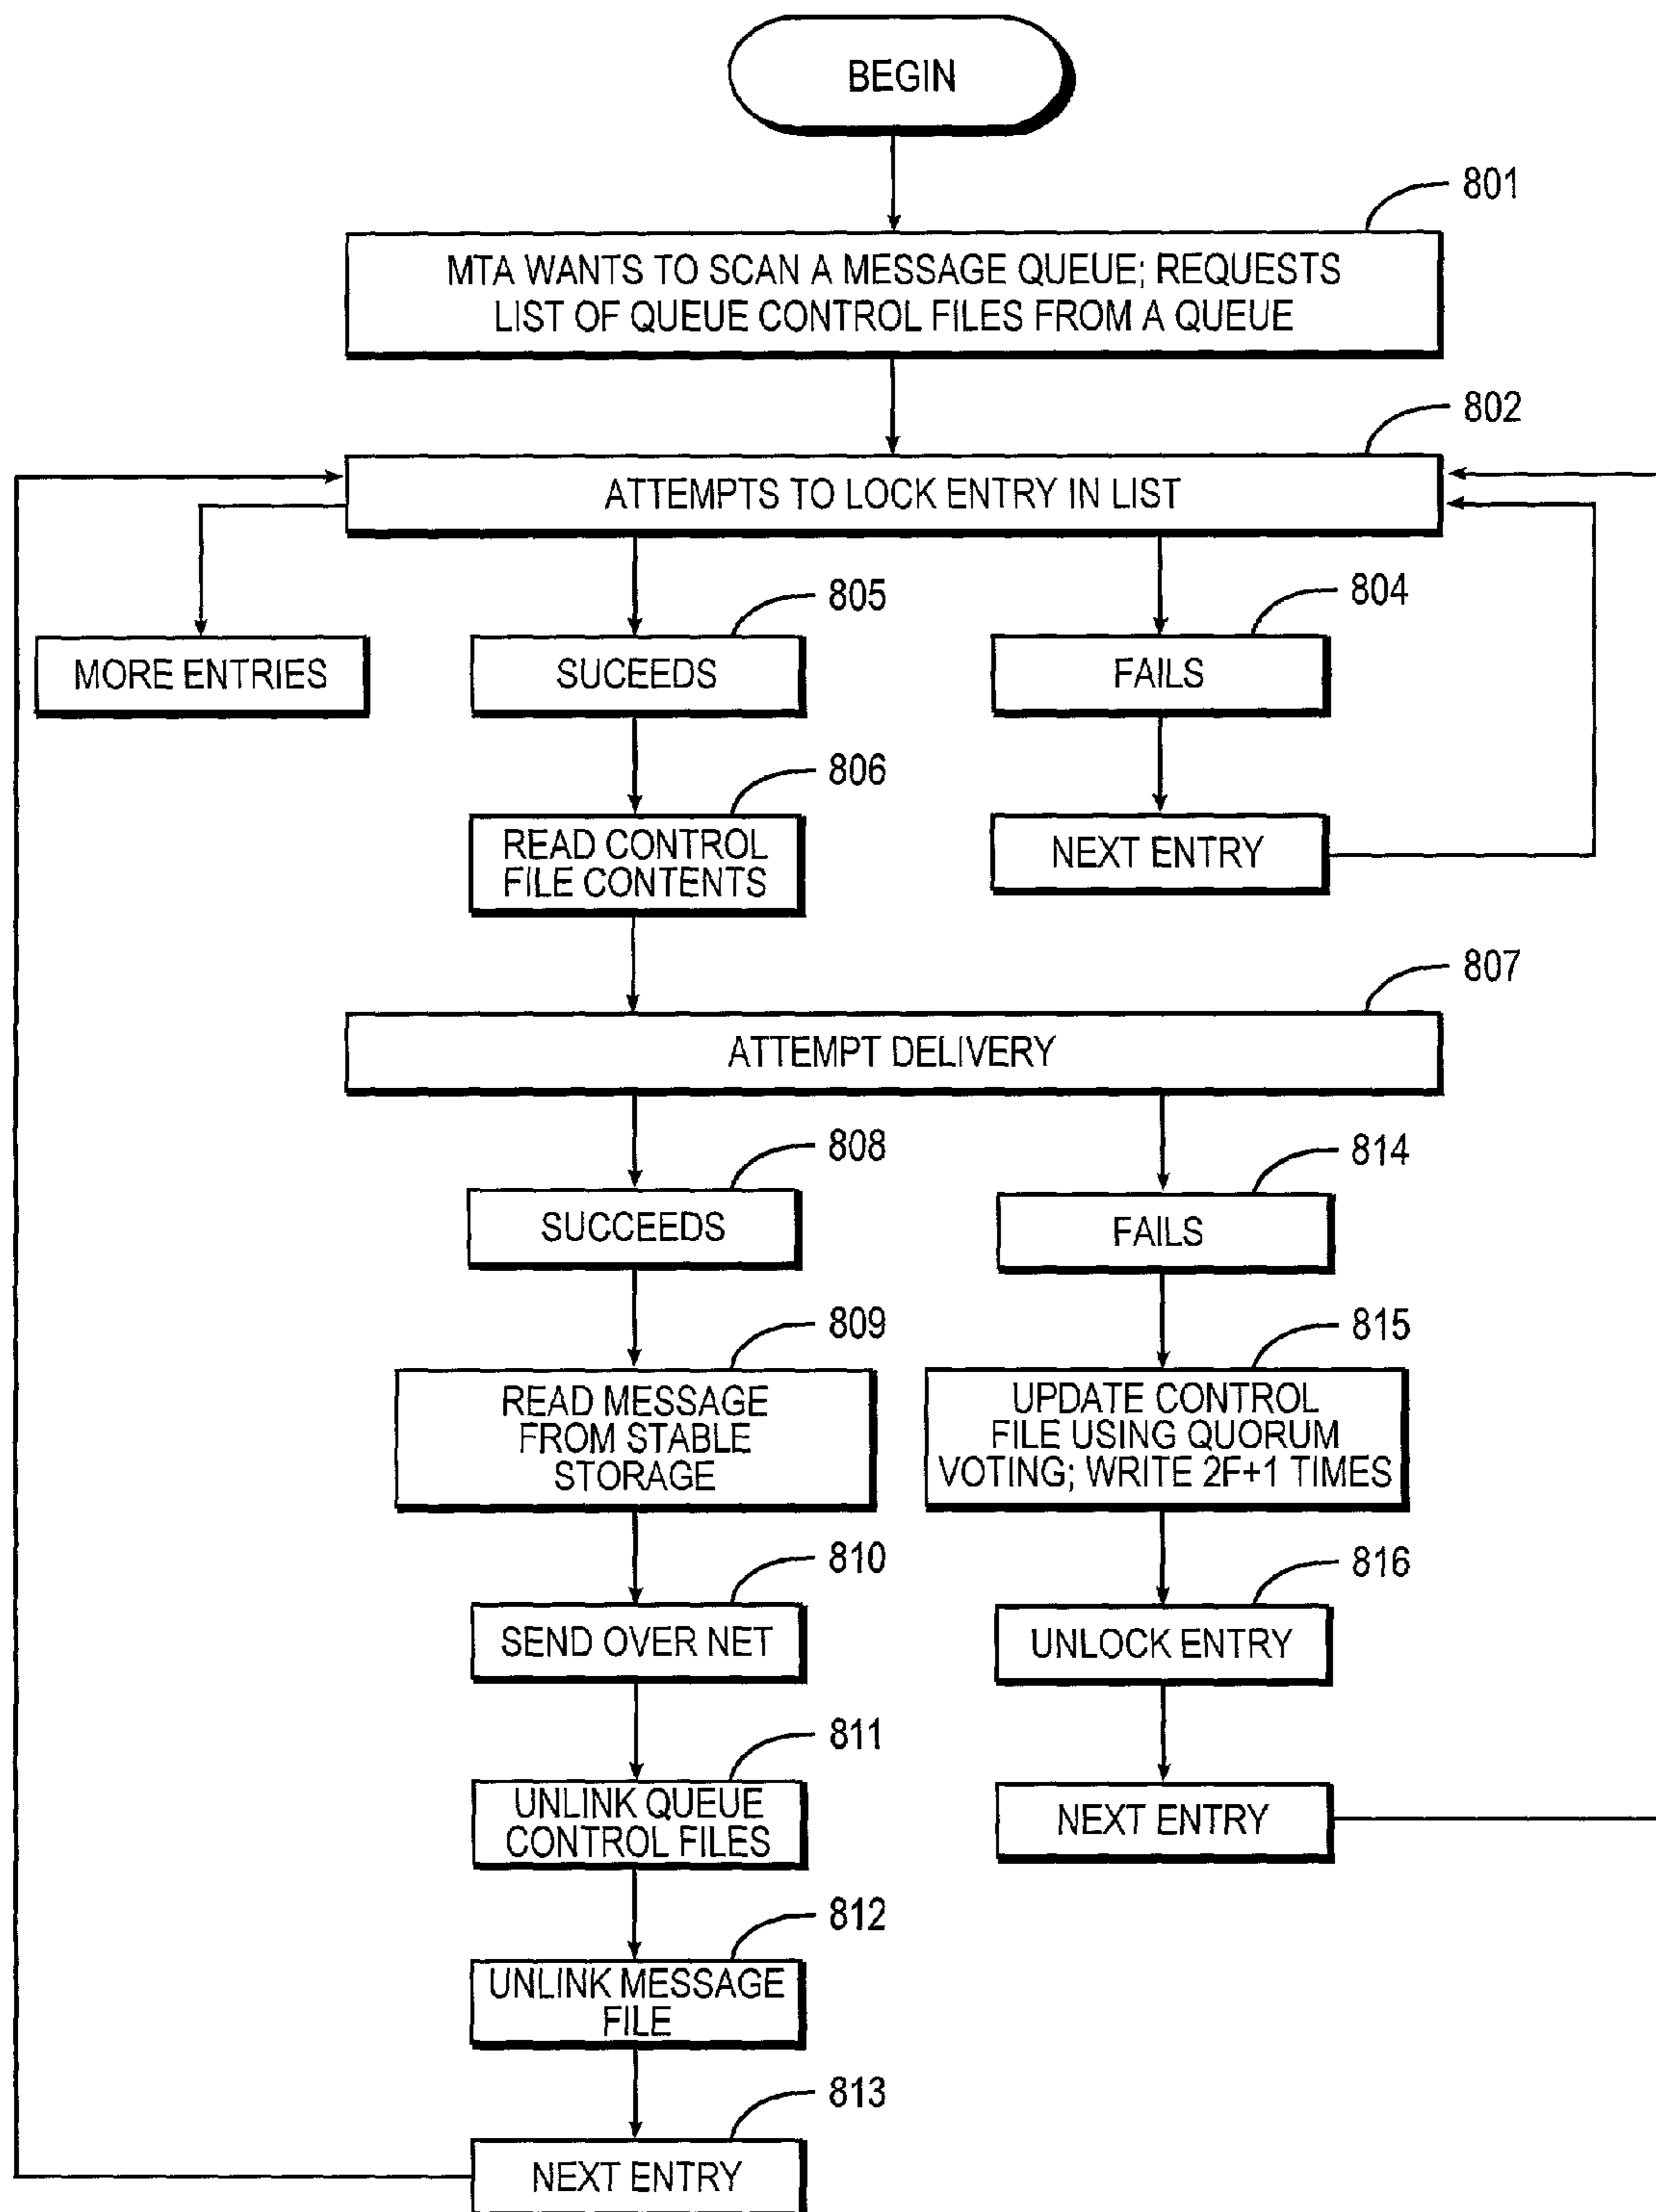 BEGIN
801
MTA WANTS TO SCAN A MESSAGE QUEUE; REQUESTS
LIST OF QUEUE CONTROL FILES FROM A QUEUE
802
ATTEMPTS TO LOCK ENTRY IN LIST
805
804
MORE ENTRIES
SUCEEDS
FAILS
806
READ CONTROL
FILE CONTENTS
NEXT ENTRY
807
ATTEMPT DELIVERY
808
814
SUCCEEDS
FAILS
809
815
READ MESSAGE
FROM STABLE
STORAGE
UPDATE CONTROL
FILE USING QUORUM
VOTING; WRITE 2F+1 TIMES
810
816
SEND OVER NET
UNLOCK ENTRY
811
UNLINK QUEUE
CONTROL FILES
NEXT ENTRY
812
UNLINK MESSAGE
FILE
813
NEXT ENTRY